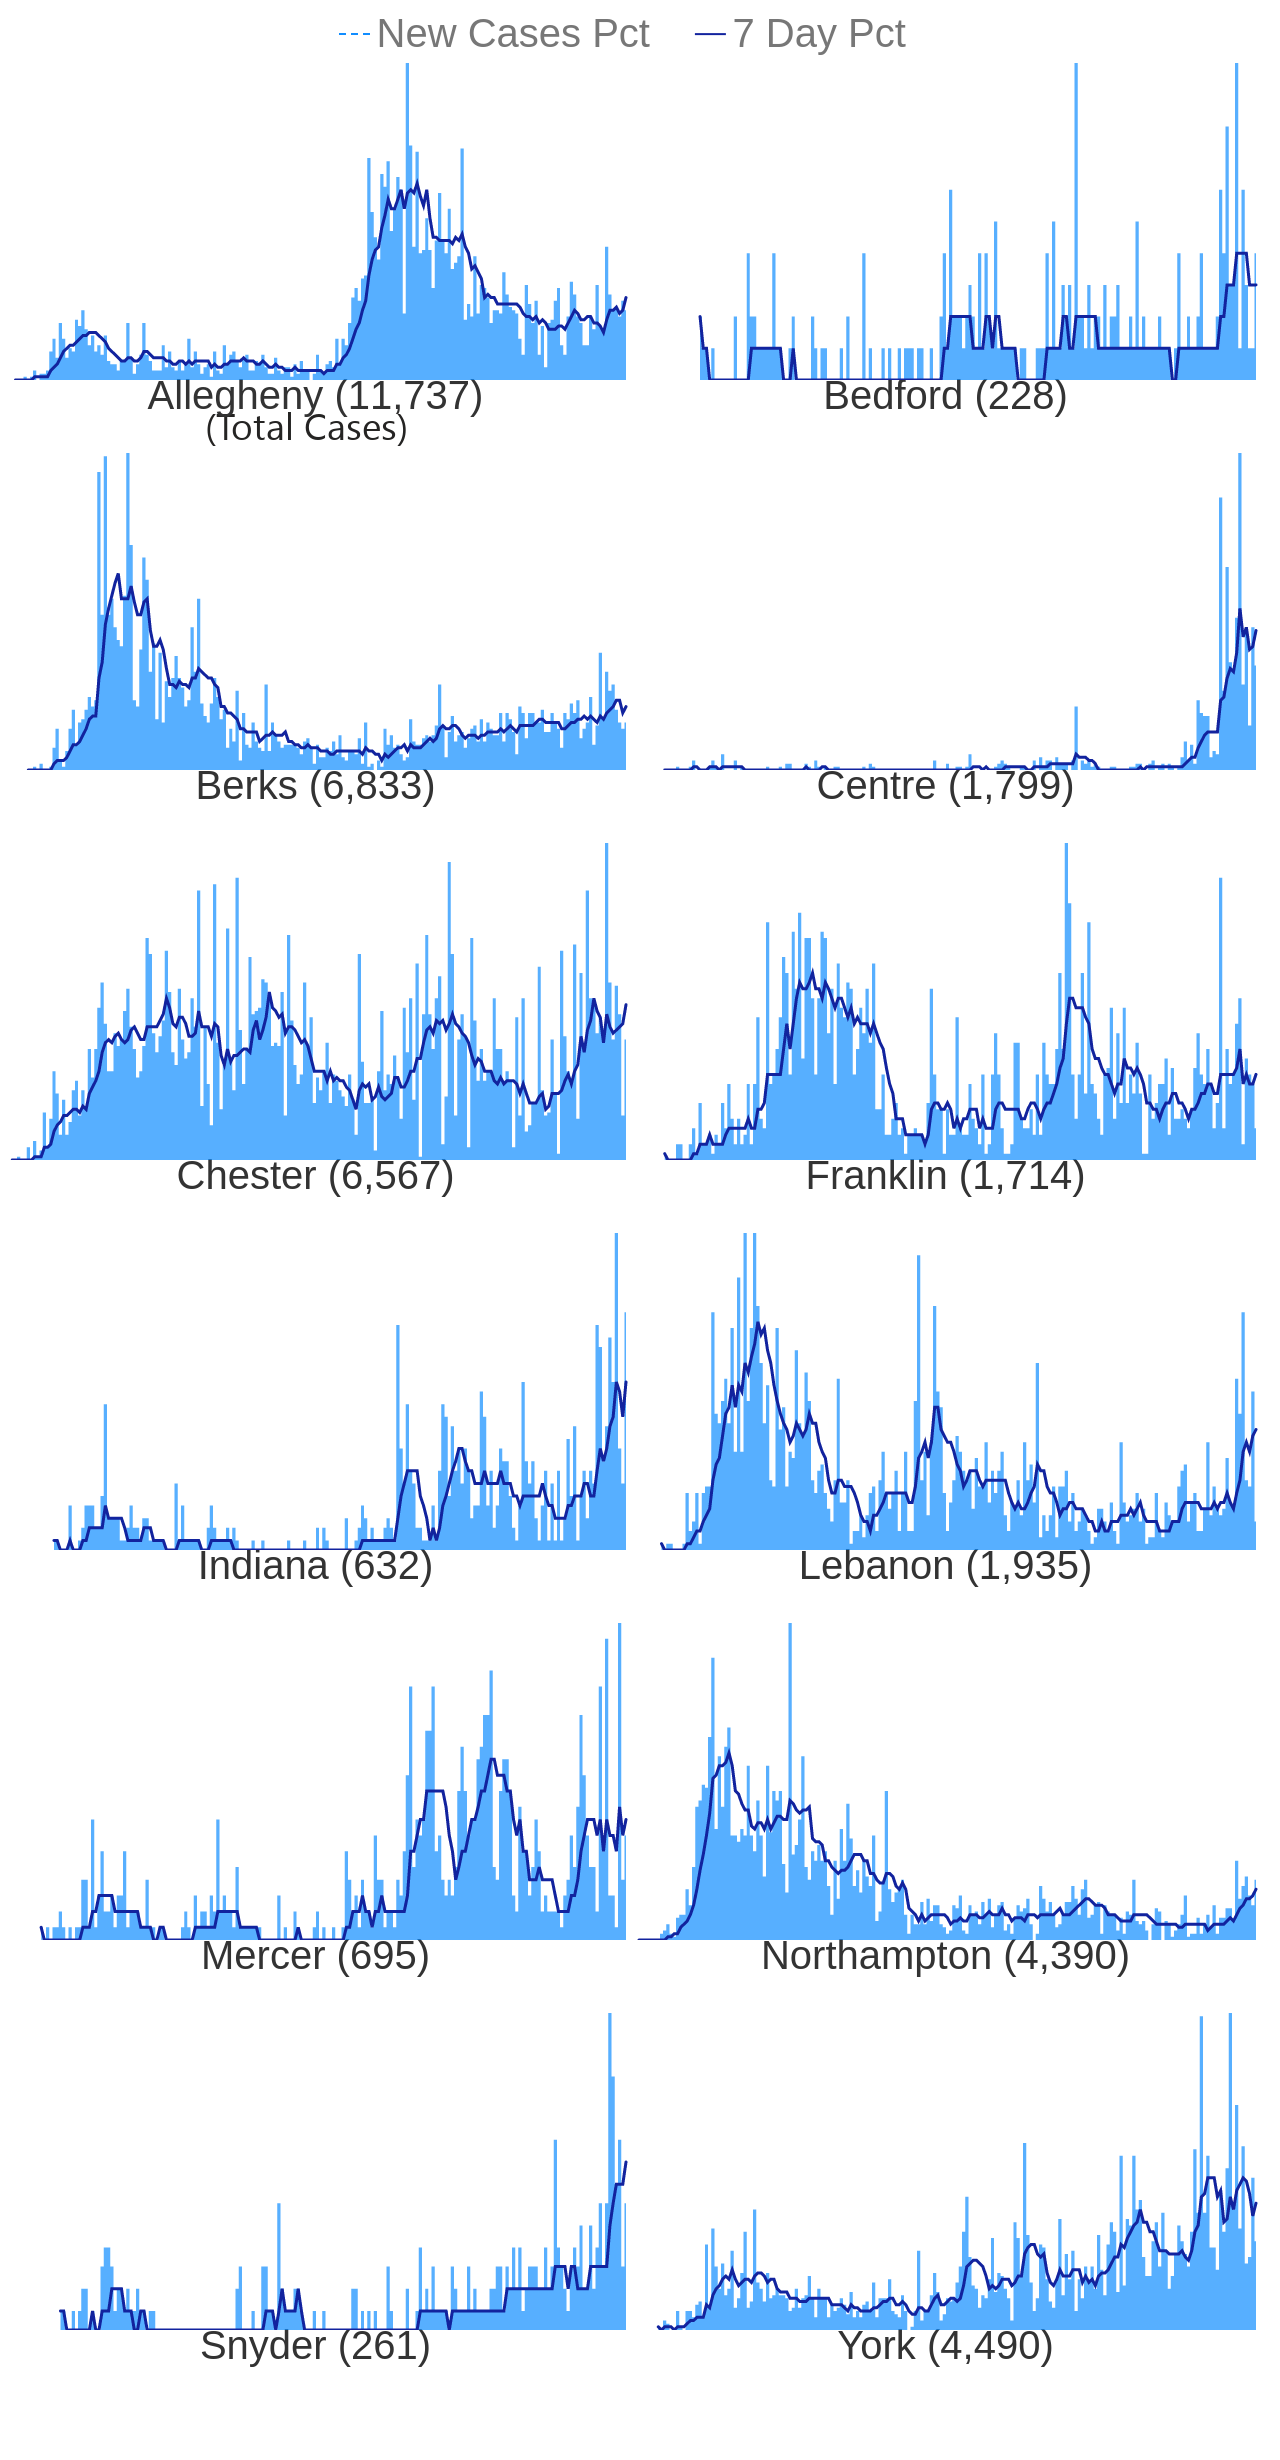 New Cases Pct 7 Day Pct
Allegheny (11,737) Bedford (228)
(Total Cases)
Berks (6,833) Centre (1,799)
Chester (6,567) Franklin (1,714)
Indiana (632) Lebanon (1,935)
Mercer (695) Northampton (4,390)
Snyder (261) York (4,490)